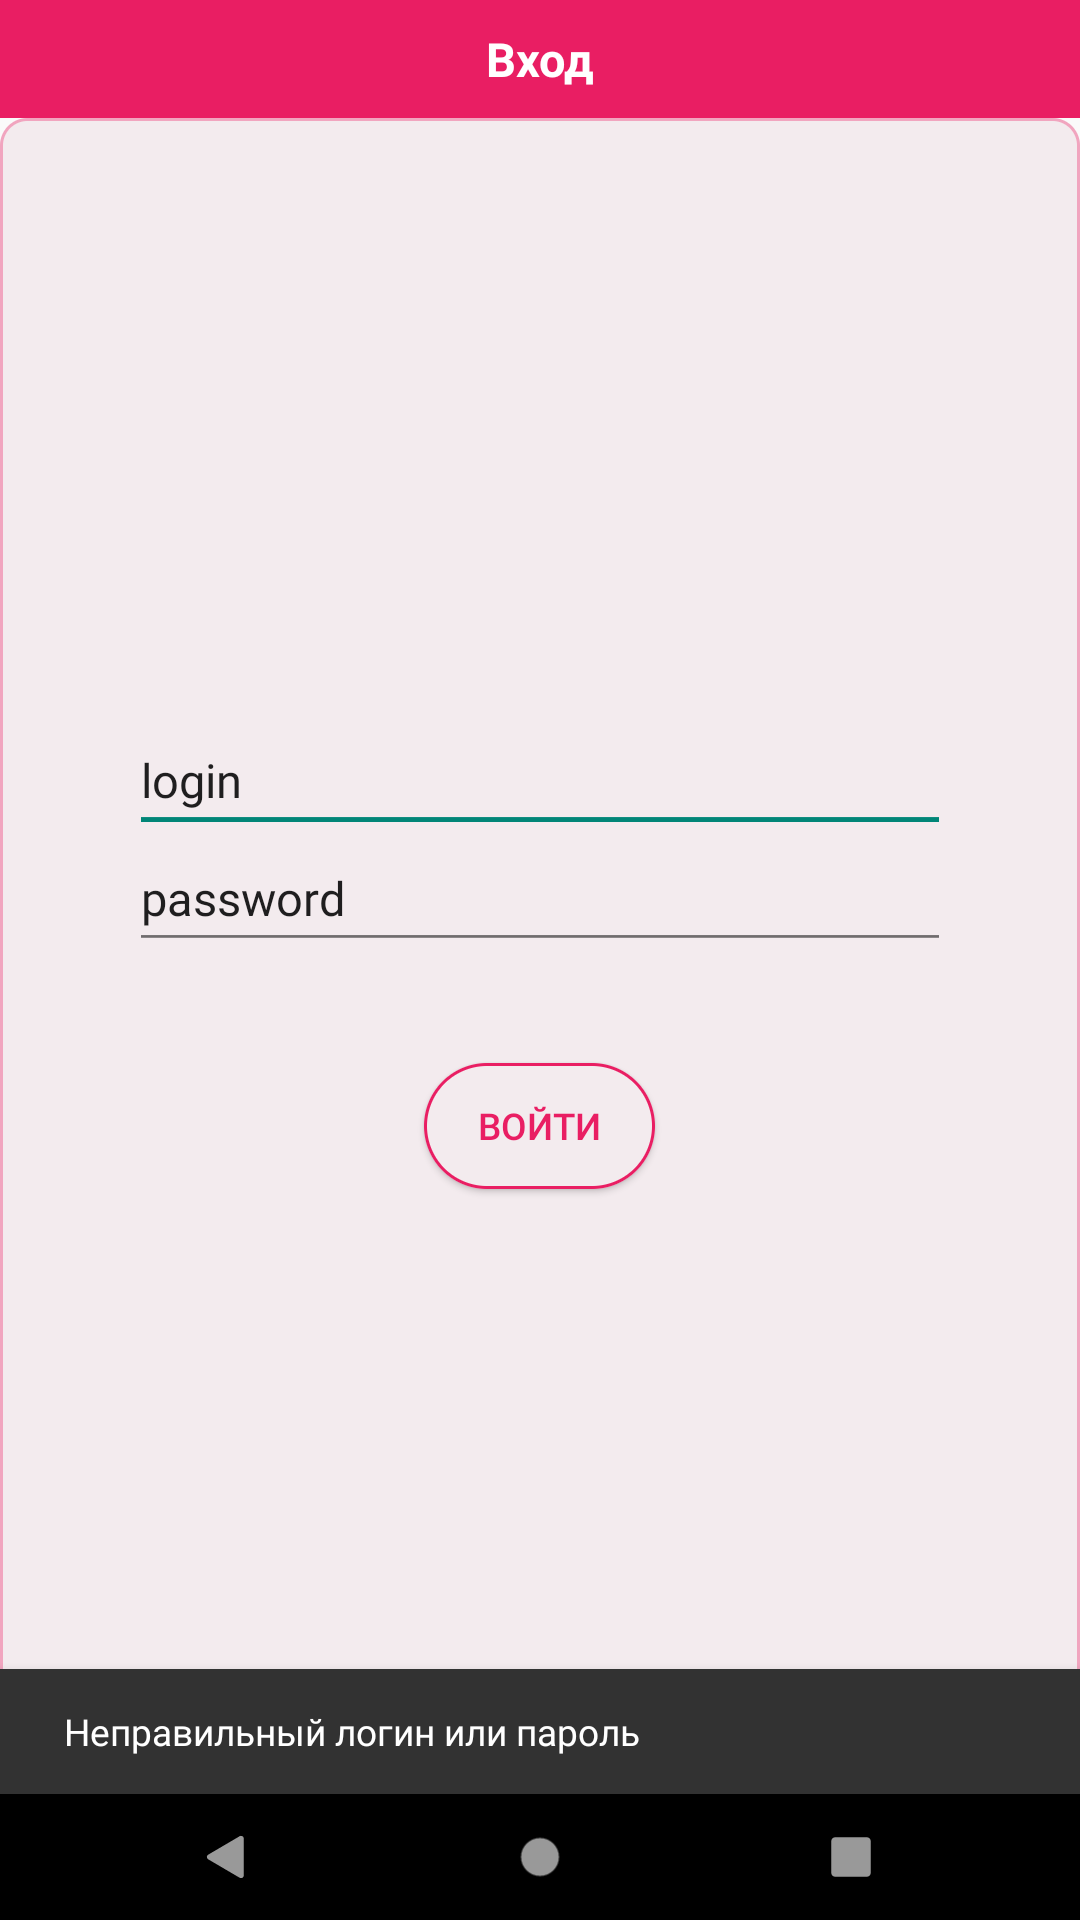 Вход
login
password
ВОЙТИ
Неправильный логин или пароль